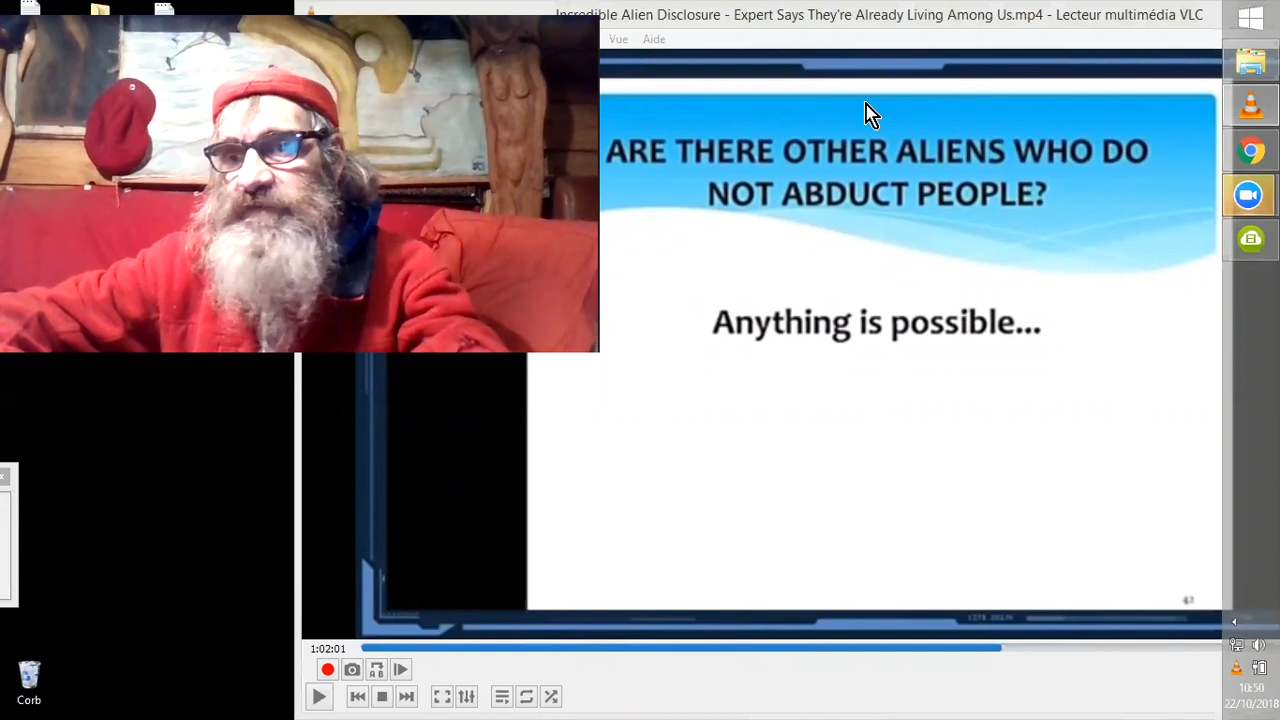 Incredible Alien Disclosure - Expert Says They're Already Living Among Us.mp4 - Lecteur multimédia VLC
Vue Aide
ARE THERE OTHER ALIENS WHO DO
NOT ABDUCT PEOPLE?
Anything is possible...
42
1:02:01
A B
Corb
10:50
22/10/2018